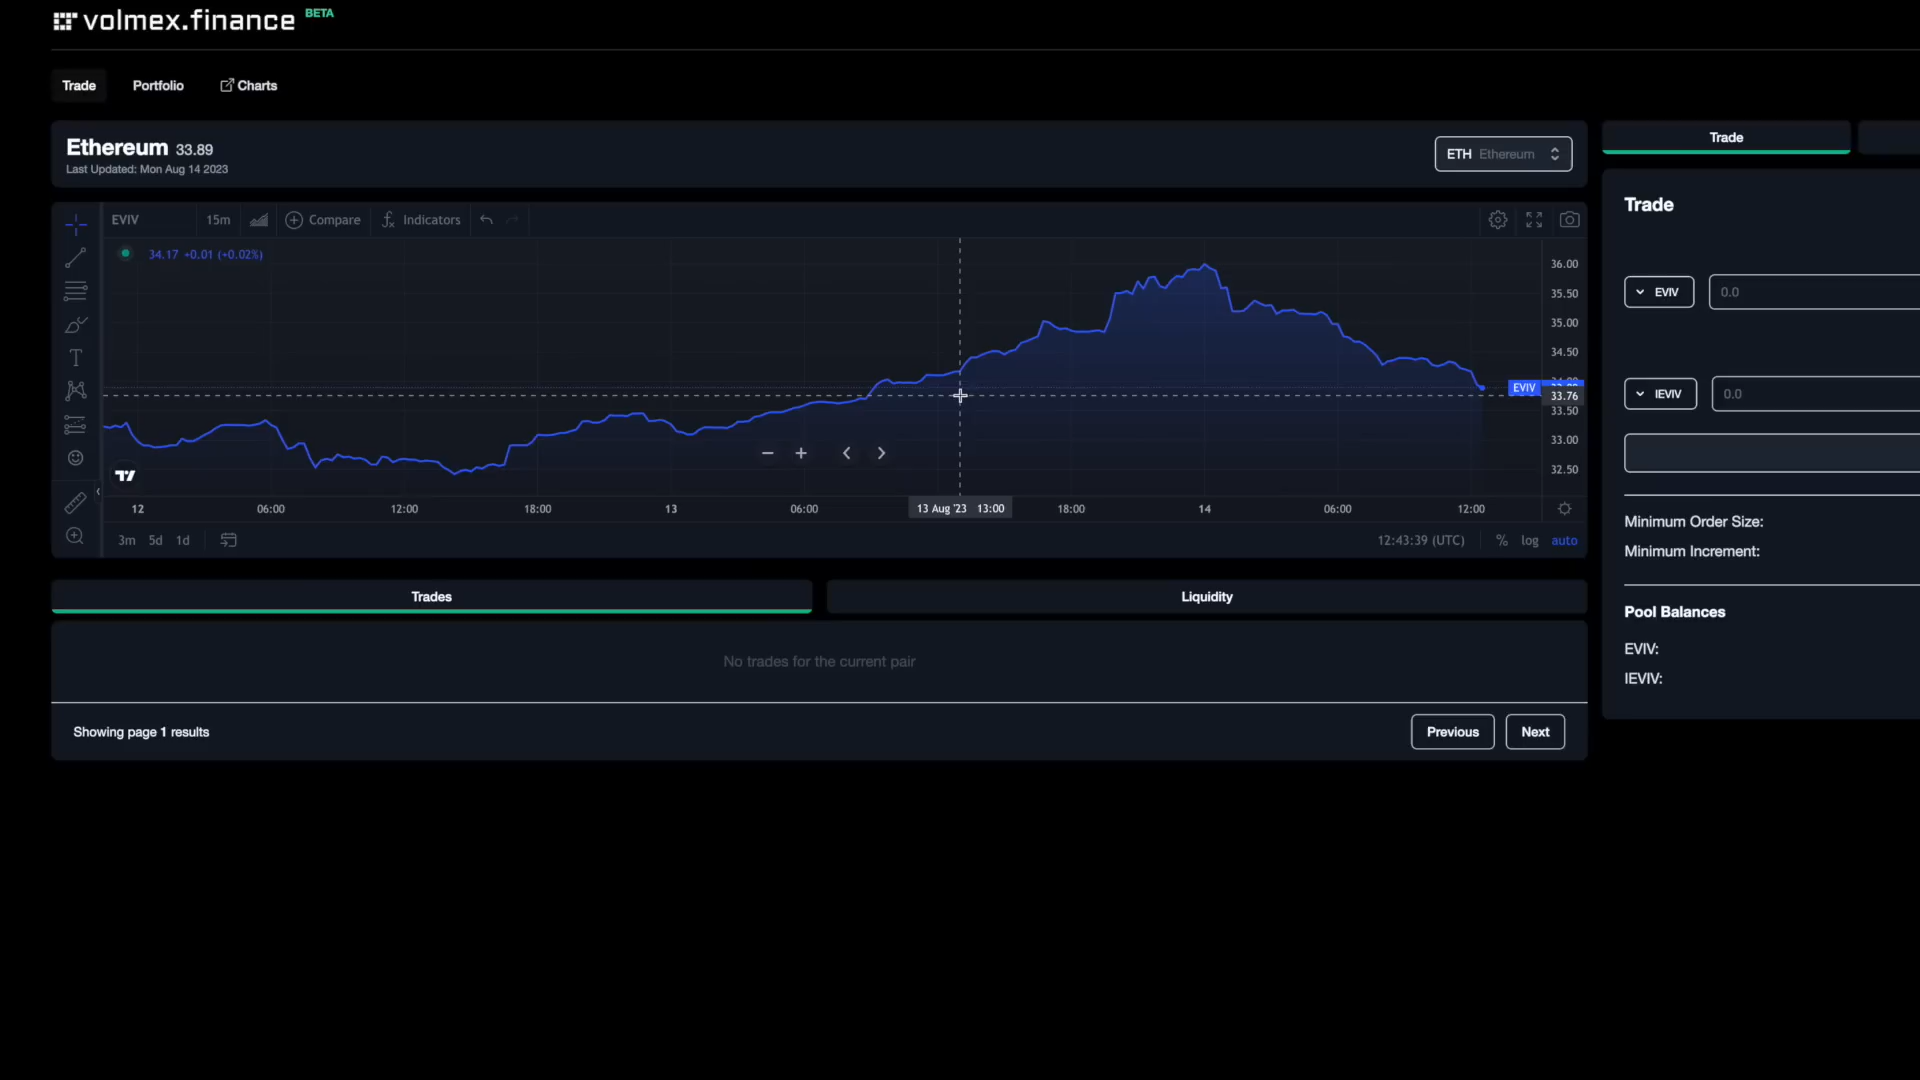 volmex.finance BETA
Trade Portfolio Charts
Ethereum 33.89
Last Updated: Mon Aug 14 2023
ETH Ethereum
Trade
EVIV 15m Compare Indicators
34.17 +0.01 (+0.02%)
36.00
35.50
35.00
34.50
EVIV
33.76
33.50
33.00
32.50
12 06:00 12:00 18:00 13 06:00 13 Aug '23 13:00 18:00 14 06:00 12:00
3m 5d 1d 12:43:39 (UTC) % log auto
Trades Liquidity
No trades for the current pair
Showing page 1 results
Previous Next
Trade
EVIV 0.0
IEVIV 0.0
Minimum Order Size:
Minimum Increment:
Pool Balances
EVIV:
IEVIV: